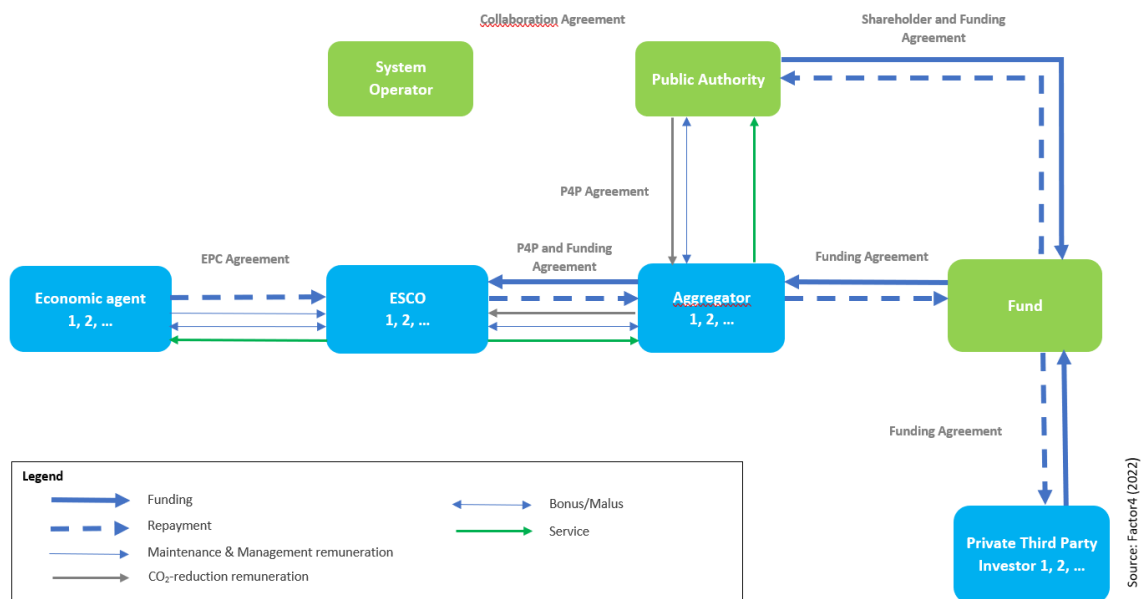 Collaboration Agreement
Shareholder and Funding
Agreement
System
Operator
Public Authority
P4P Agreement
EPC Agreement
P4P and Funding
Agreement
Funding Agreement
Economic agent
1, 2, ...
ESCO
1, 2, ...
Aggregator
1, 2, ...
Fund
Funding Agreement
Legend
Funding
Repayment
Maintenance & Management remuneration
CO₂-reduction remuneration
Bonus/Malus
Service
Private Third Party
Investor 1, 2, ...
Source: Factor4 (2022)